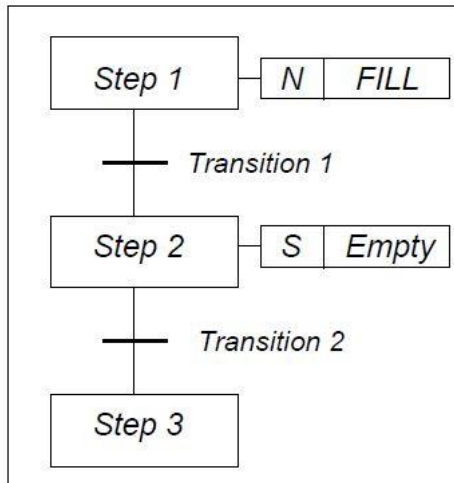 Step 1
N FILL
Transition 1
Step 2
S Empty
Transition 2
Step 3